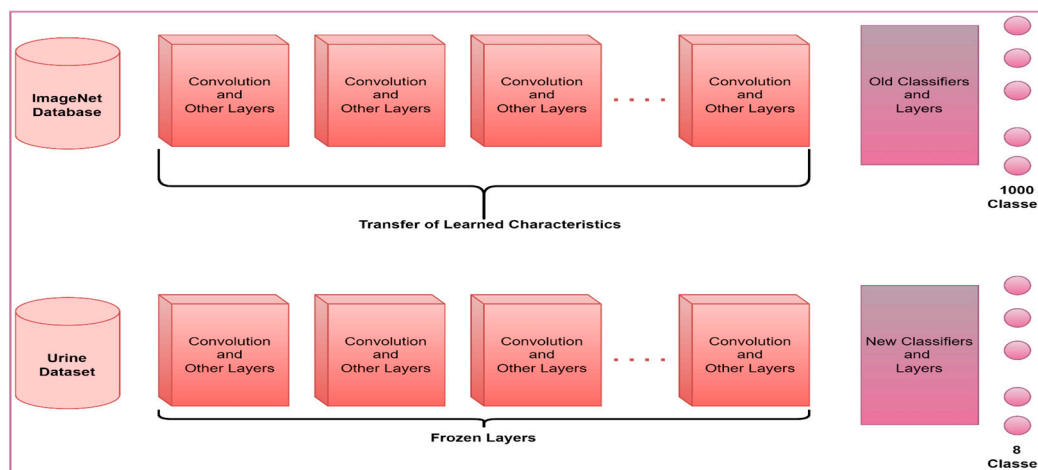 ImageNet
Database
Convolution
and
Other Layers
Convolution
and
Other Layers
Convolution
and
Other Layers
Convolution
and
Other Layers
Old Classifiers
and
Layers
1000
Classe
Transfer of Learned Characteristics
Urine
Dataset
Convolution
and
Other Layers
Convolution
and
Other Layers
Convolution
and
Other Layers
Convolution
and
Other Layers
New Classifiers
and
Layers
8
Classe
Frozen Layers